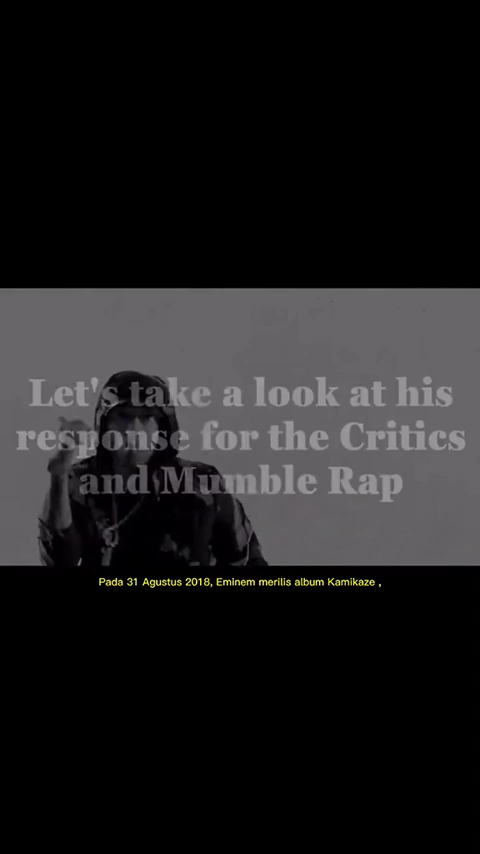 Let's take a look at his
response for the Critics
and Mumble Rap
Pada 31 Agustus 2018, Eminem merilis album Kamikaze ,